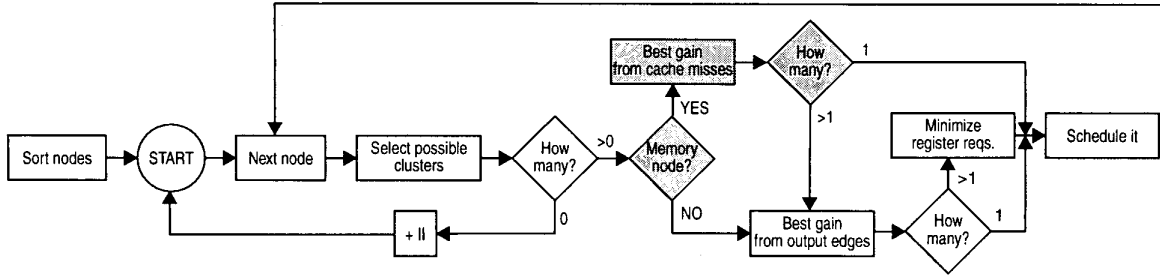 Sort nodes
START
Next node
Select possible
clusters
How
many?
>0
0
+ II
Memory
node?
YES
NO
Best gain
from cache misses
How
many?
1
>1
Best gain
from output edges
How
many?
>1
1
Minimize
register reqs.
Schedule it